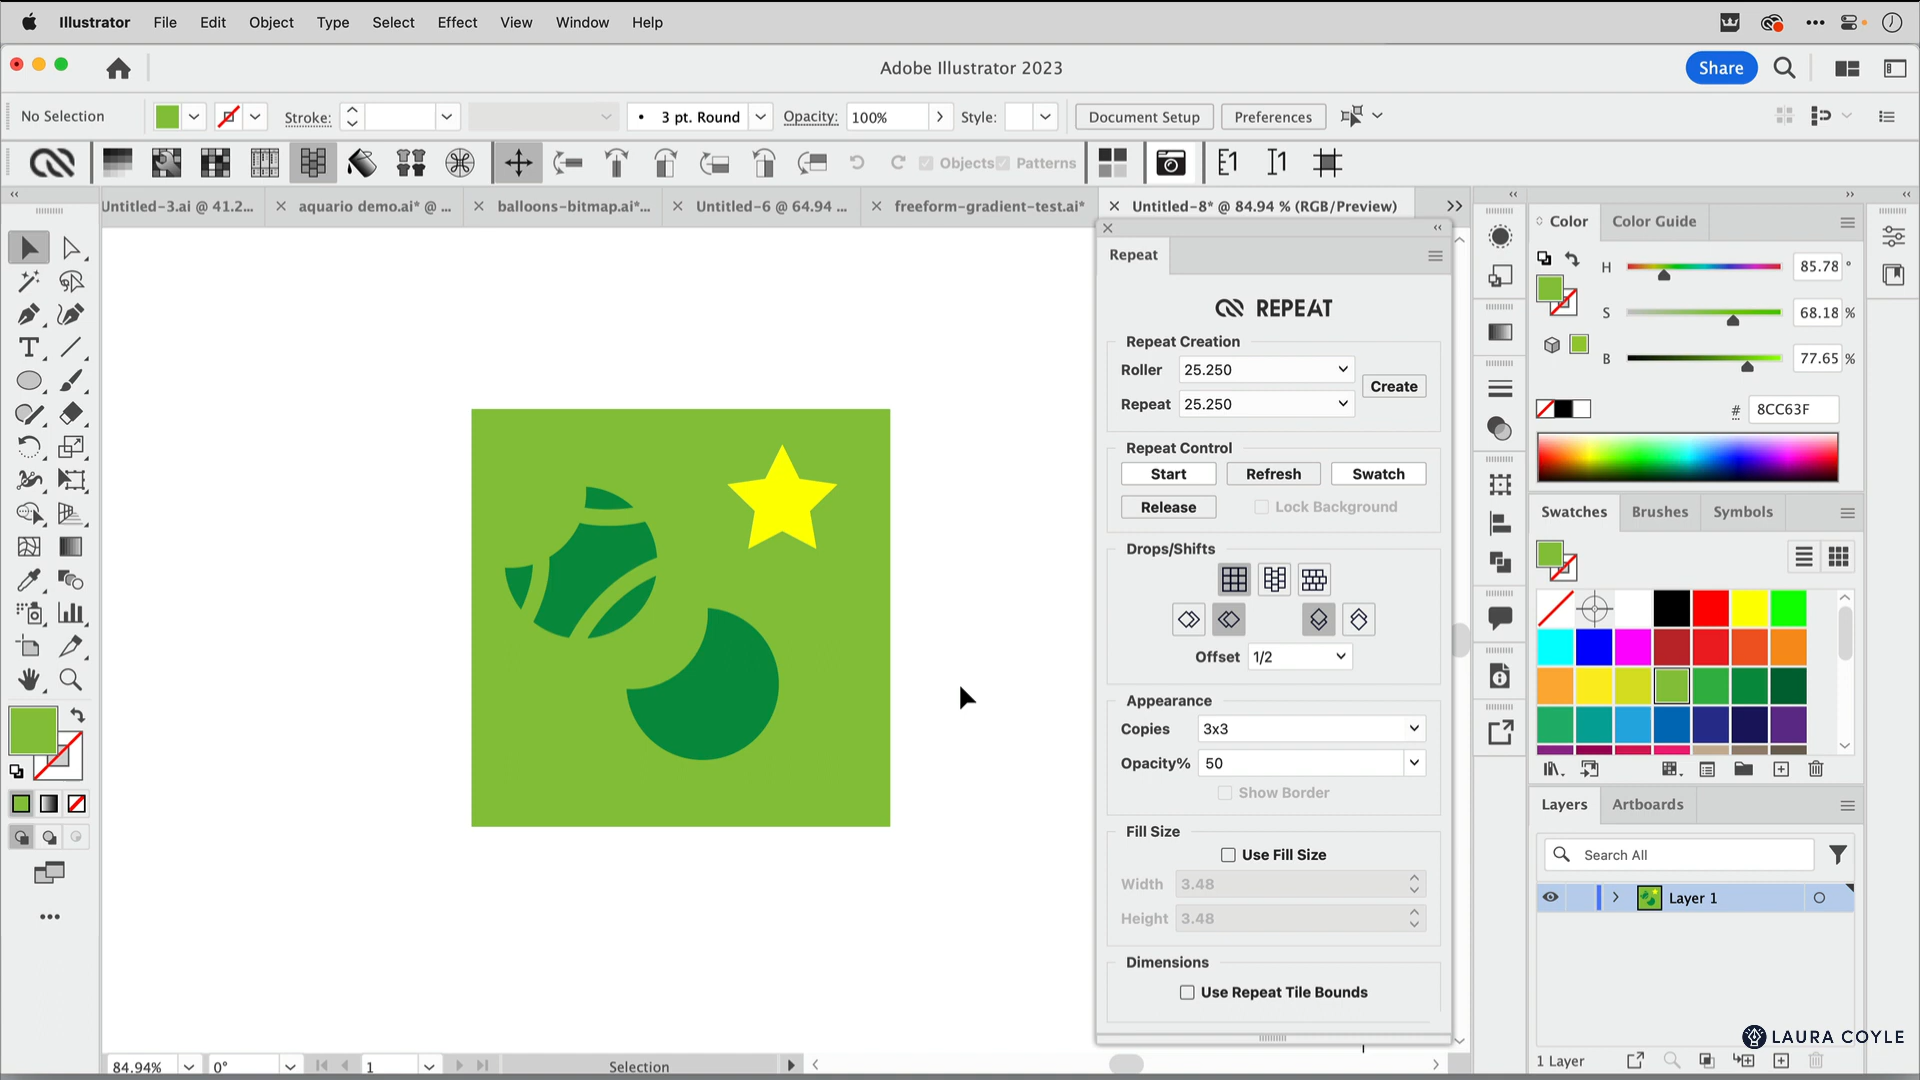 Illustrator File Edit Object Type Select Effect View Window Help
Adobe Illustrator 2023
Share
No Selection
Stroke:
3 pt. Round
Opacity:
100%
Style:
Document Setup
Preferences
Objects
Patterns
Untitled-3.ai @ 41.2...
aquario demo.ai* @ ...
balloons-bitmap.ai*...
Untitled-6 @ 64.94 ...
freeform-gradient-test.ai*
Untitled-8* @ 84.94 % (RGB/Preview)
Repeat
REPEAT
Repeat Creation
Roller
25.250
Create
Repeat
25.250
Repeat Control
Start
Refresh
Swatch
Release
Lock Background
Drops/Shifts
Offset
1/2
Appearance
Copies
3x3
Opacity%
50
Show Border
Fill Size
Use Fill Size
Width
3.48
Height
3.48
Dimensions
Use Repeat Tile Bounds
Color
Color Guide
H
85.78
°
S
68.18
%
B
77.65
%
#
8CC63F
Swatches
Brushes
Symbols
Layers
Artboards
Search All
Layer 1
LAURA COYLE
1 Layer
84.94%
0°
1
Selection